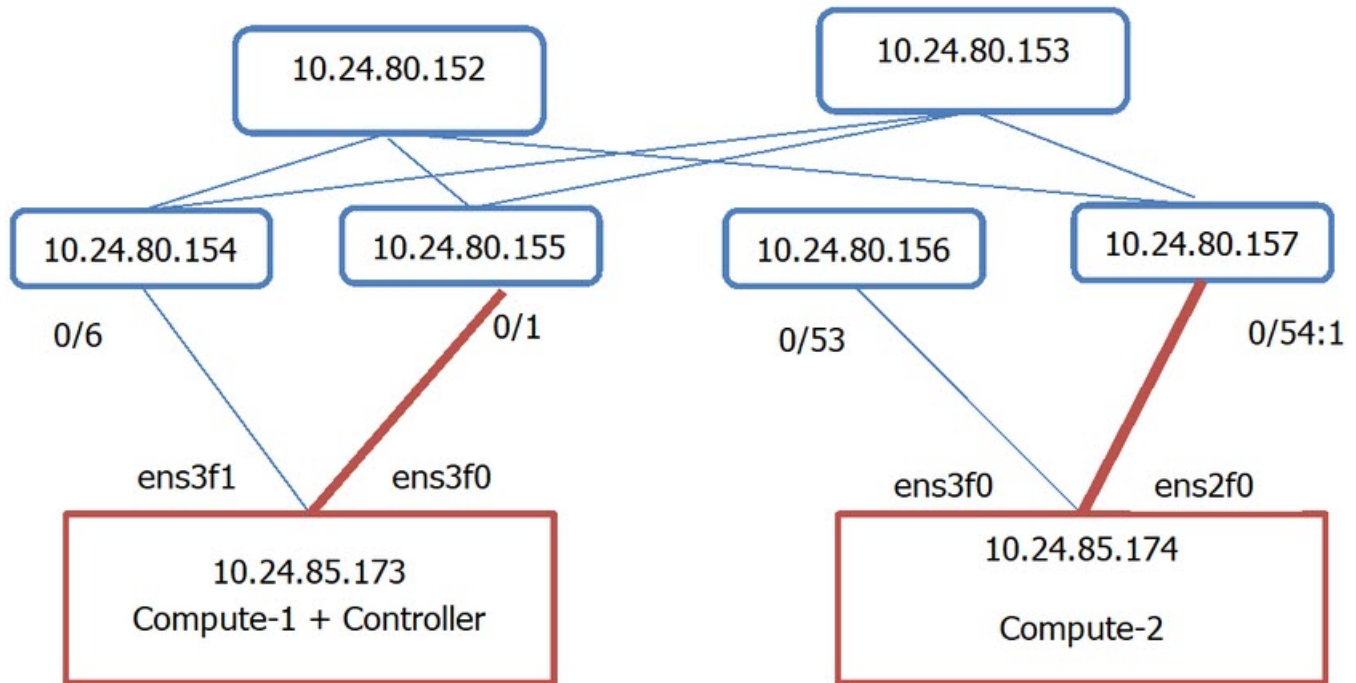 10.24.80.152
10.24.80.153
10.24.80.154
10.24.80.155
10.24.80.156
10.24.80.157
0/6
0/1
0/53
0/54:1
ens3f1
ens3f0
ens3f0
ens2f0
10.24.85.173
Compute-1 + Controller
10.24.85.174
Compute-2